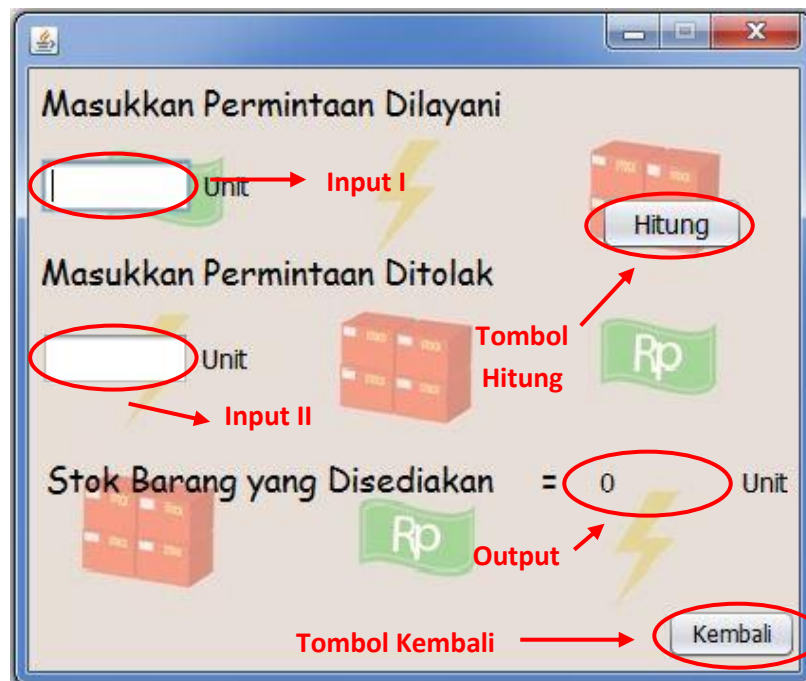 Masukkan Permintaan Dilayani
Unit
Input I
Hitung
Masukkan Permintaan Ditolak
Unit
Tombol
Hitung
Rp
Input II
Stok Barang yang Disediakan = 0 Unit
Rp
Output
Tombol Kembali
Kembali